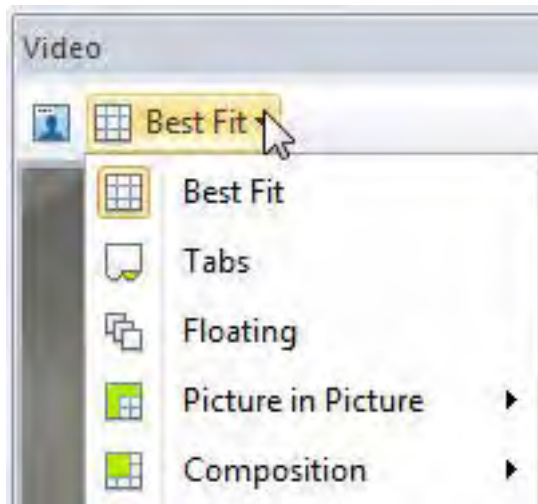 Video
Best Fit
Best Fit
Tabs
Floating
Picture in Picture
Composition